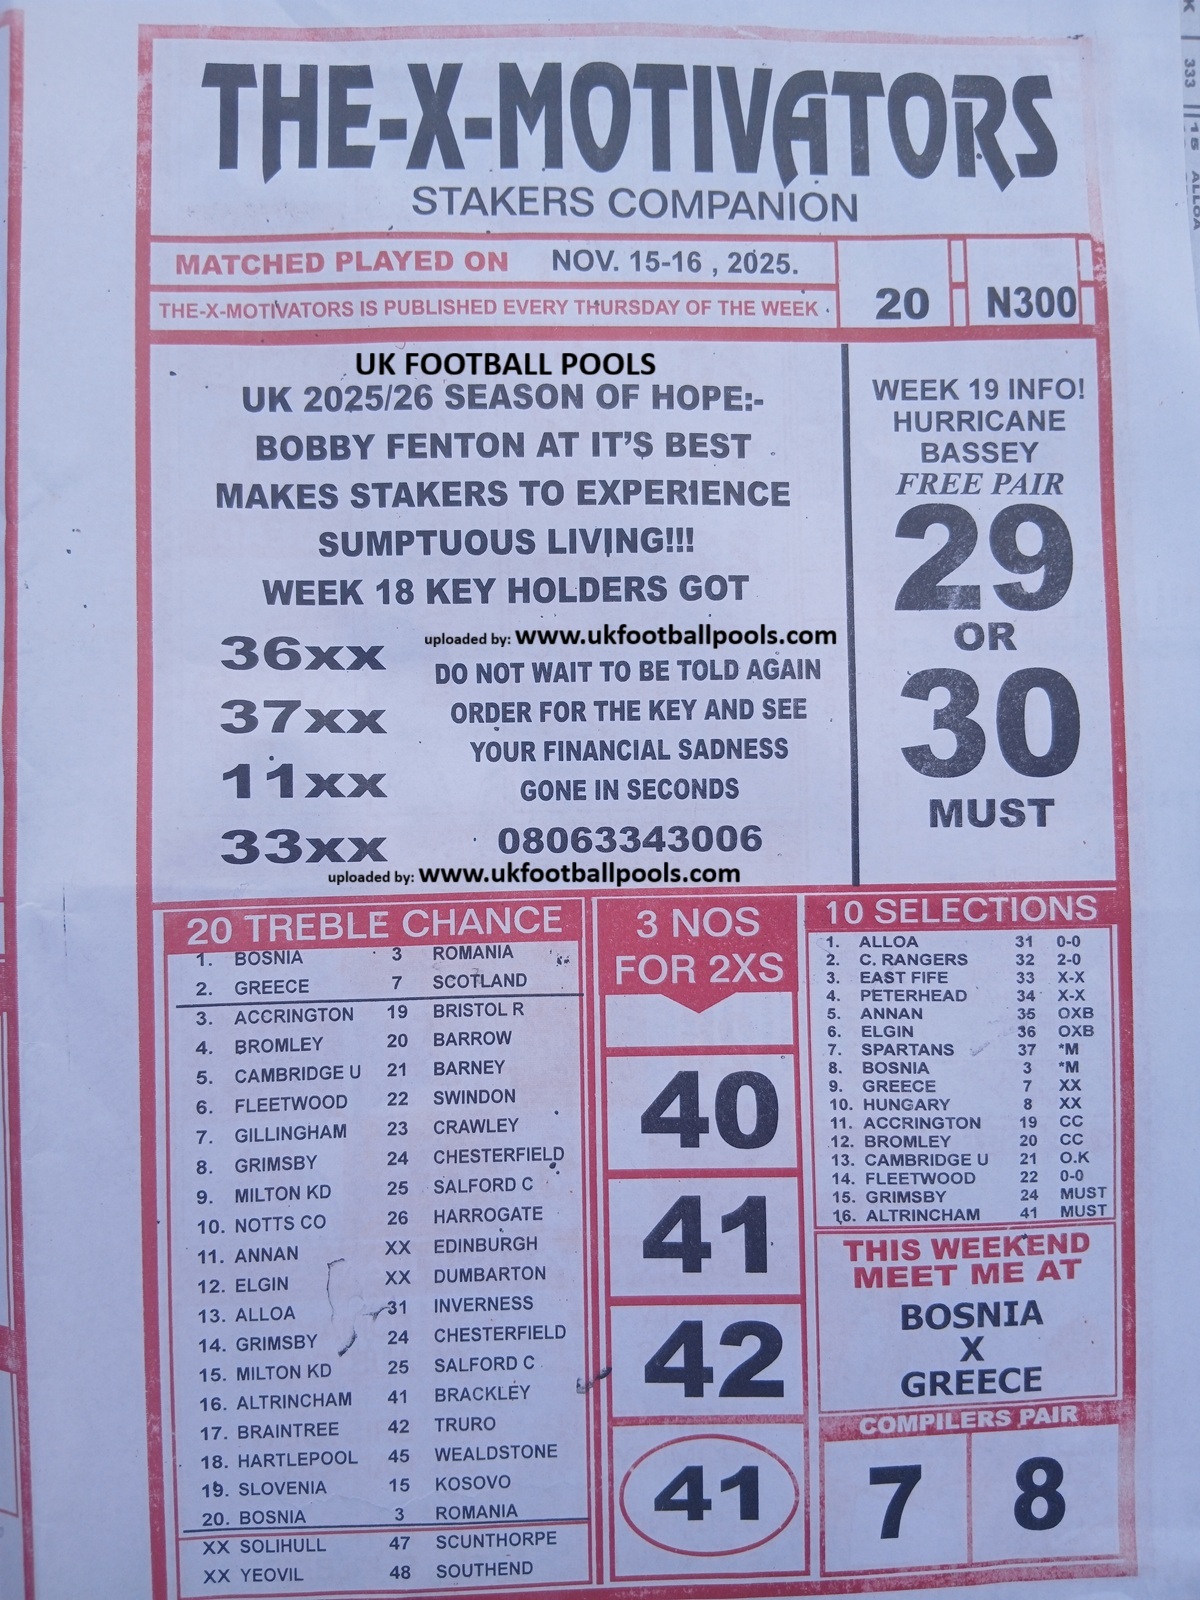 THE-X-MOTIVATORS
STAKERS COMPANION
MATCHED PLAYED ON NOV. 15-16 , 2025.
THE-X-MOTIVATORS IS PUBLISHED EVERY THURSDAY OF THE WEEK .
20
N300
UK FOOTBALL POOLS
UK 2025/26 SEASON OF HOPE:-
BOBBY FENTON AT IT'S BEST
MAKES STAKERS TO EXPERIENCE
SUMPTUOUS LIVING!!!
WEEK 18 KEY HOLDERS GOT
36xx
37xx
11xx
33xx
uploaded by: www.ukfootballpools.com
DO NOT WAIT TO BE TOLD AGAIN
ORDER FOR THE KEY AND SEE
YOUR FINANCIAL SADNESS
GONE IN SECONDS
08063343006
uploaded by: www.ukfootballpools.com
WEEK 19 INFO!
HURRICANE
BASSEY
FREE PAIR
29
OR
30
MUST
20 TREBLE CHANCE
1. BOSNIA 3 ROMANIA
2. GREECE 7 SCOTLAND
3. ACCRINGTON 19 BRISTOL R
4. BROMLEY 20 BARROW
5. CAMBRIDGE U 21 BARNEY
6. FLEETWOOD 22 SWINDON
7. GILLINGHAM 23 CRAWLEY
8. GRIMSBY 24 CHESTERFIELD
9. MILTON KD 25 SALFORD C
10. NOTTS CO 26 HARROGATE
11. ANNAN XX EDINBURGH
12. ELGIN XX DUMBARTON
13. ALLOA 31 INVERNESS
14. GRIMSBY 24 CHESTERFIELD
15. MILTON KD 25 SALFORD C
16. ALTRINCHAM 41 BRACKLEY
17. BRAINTREE 42 TRURO
18. HARTLEPOOL 45 WEALDSTONE
19. SLOVENIA 15 KOSOVO
20. BOSNIA 3 ROMANIA
XX SOLIHULL 47 SCUNTHORPE
XX YEOVIL 48 SOUTHEND
3 NOS
FOR 2XS
40
41
42
41
10 SELECTIONS
1. ALLOA 31 0-0
2. C. RANGERS 32 2-0
3. EAST FIFE 33 X-X
4. PETERHEAD 34 X-X
5. ANNAN 35 OXB
6. ELGIN 36 OXB
7. SPARTANS 37 *M
8. BOSNIA 3 *M
9. GREECE 7 XX
10. HUNGARY 8 XX
11. ACCRINGTON 19 CC
12. BROMLEY 20 CC
13. CAMBRIDGE U 21 O.K
14. FLEETWOOD 22 0-0
15. GRIMSBY 24 MUST
16. ALTRINCHAM 41 MUST
THIS WEEKEND
MEET ME AT
BOSNIA
X
GREECE
COMPILERS PAIR
7
8
333
15 ALLOA